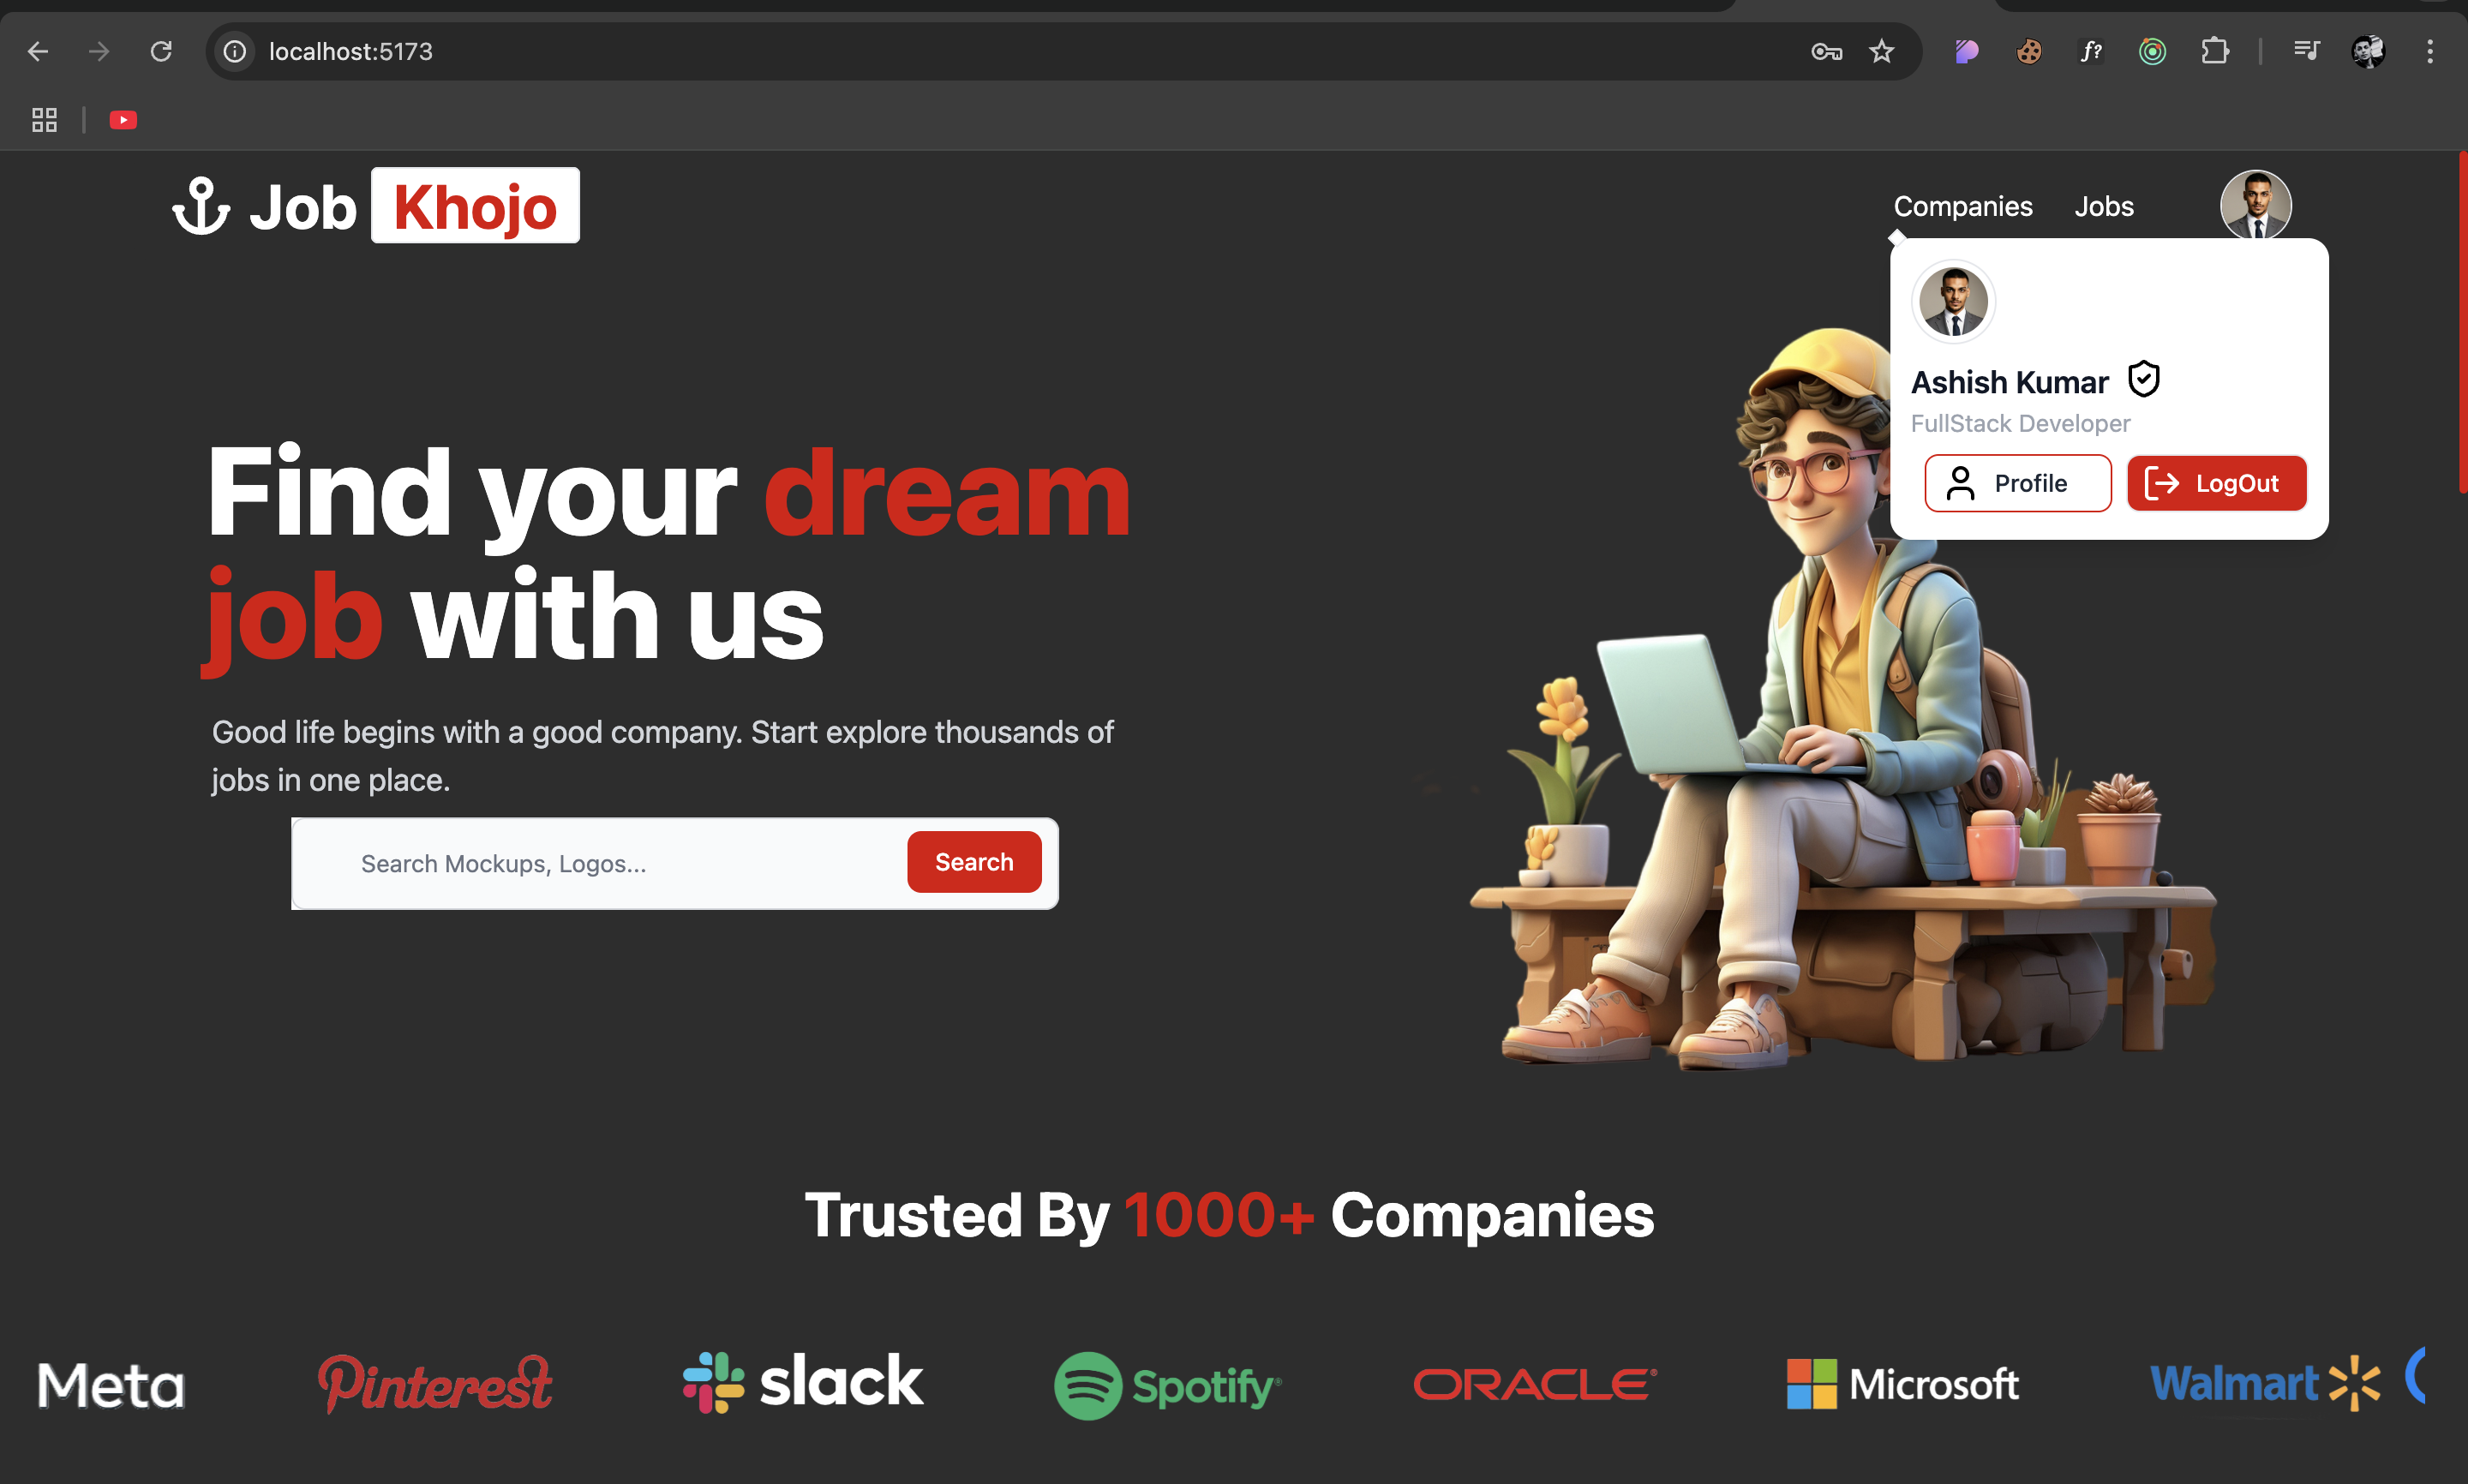 localhost:5173
f?
Job Khojo
Companies Jobs
Ashish Kumar
FullStack Developer
Profile LogOut
Find your dream
job with us
Good life begins with a good company. Start explore thousands of
jobs in one place.
Search Mockups, Logos...
Search
Trusted By 1000+ Companies
Meta Pinterest slack Spotify® ORACLE® Microsoft Walmart